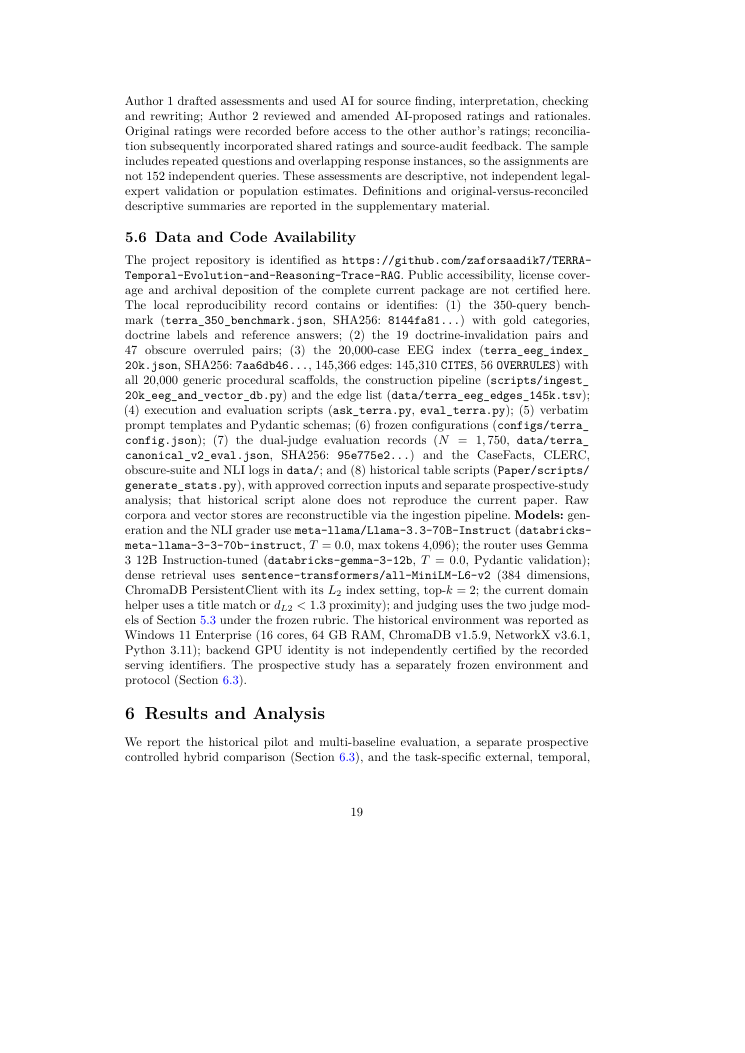 Author 1 drafted assessments and used AI for source finding, interpretation, checking
and rewriting; Author 2 reviewed and amended AI-proposed ratings and rationales.
Original ratings were recorded before access to the other author's ratings; reconcilia-
tion subsequently incorporated shared ratings and source-audit feedback. The sample
includes repeated questions and overlapping response instances, so the assignments are
not 152 independent queries. These assessments are descriptive, not independent legal-
expert validation or population estimates. Definitions and original-versus-reconciled
descriptive summaries are reported in the supplementary material.
5.6 Data and Code Availability
The project repository is identified as https://github.com/zaforsaadik7/TERRA-
Temporal-Evolution-and-Reasoning-Trace-RAG. Public accessibility, license cover-
age and archival deposition of the complete current package are not certified here.
The local reproducibility record contains or identifies: (1) the 350-query bench-
mark (terra_350_benchmark.json, SHA256: 8144fa81...) with gold categories,
doctrine labels and reference answers; (2) the 19 doctrine-invalidation pairs and
47 obscure overruled pairs; (3) the 20,000-case EEG index (terra_eeg_index_
20k.json, SHA256: 7aa6db46..., 145,366 edges: 145,310 CITES, 56 OVERRULES) with
all 20,000 generic procedural scaffolds, the construction pipeline (scripts/ingest_
20k_eeg_and_vector_db.py) and the edge list (data/terra_eeg_edges_145k.tsv);
(4) execution and evaluation scripts (ask_terra.py, eval_terra.py); (5) verbatim
prompt templates and Pydantic schemas; (6) frozen configurations (configs/terra_
config.json); (7) the dual-judge evaluation records (N = 1,750, data/terra_
canonical_v2_eval.json, SHA256: 95e775e2...) and the CaseFacts, CLERC,
obscure-suite and NLI logs in data/; and (8) historical table scripts (Paper/scripts/
generate_stats.py), with approved correction inputs and separate prospective-study
analysis; that historical script alone does not reproduce the current paper. Raw
corpora and vector stores are reconstructible via the ingestion pipeline. Models: gen-
eration and the NLI grader use meta-llama/Llama-3.3-70B-Instruct (databricks-
meta-llama-3-3-70b-instruct, T = 0.0, max tokens 4,096); the router uses Gemma
3 12B Instruction-tuned (databricks-gemma-3-12b, T = 0.0, Pydantic validation);
dense retrieval uses sentence-transformers/all-MiniLM-L6-v2 (384 dimensions,
ChromaDB PersistentClient with its L2 index setting, top-k = 2; the current domain
helper uses a title match or dL2 < 1.3 proximity); and judging uses the two judge mod-
els of Section 5.3 under the frozen rubric. The historical environment was reported as
Windows 11 Enterprise (16 cores, 64 GB RAM, ChromaDB v1.5.9, NetworkX v3.6.1,
Python 3.11); backend GPU identity is not independently certified by the recorded
serving identifiers. The prospective study has a separately frozen environment and
protocol (Section 6.3).
6 Results and Analysis
We report the historical pilot and multi-baseline evaluation, a separate prospective
controlled hybrid comparison (Section 6.3), and the task-specific external, temporal,
19